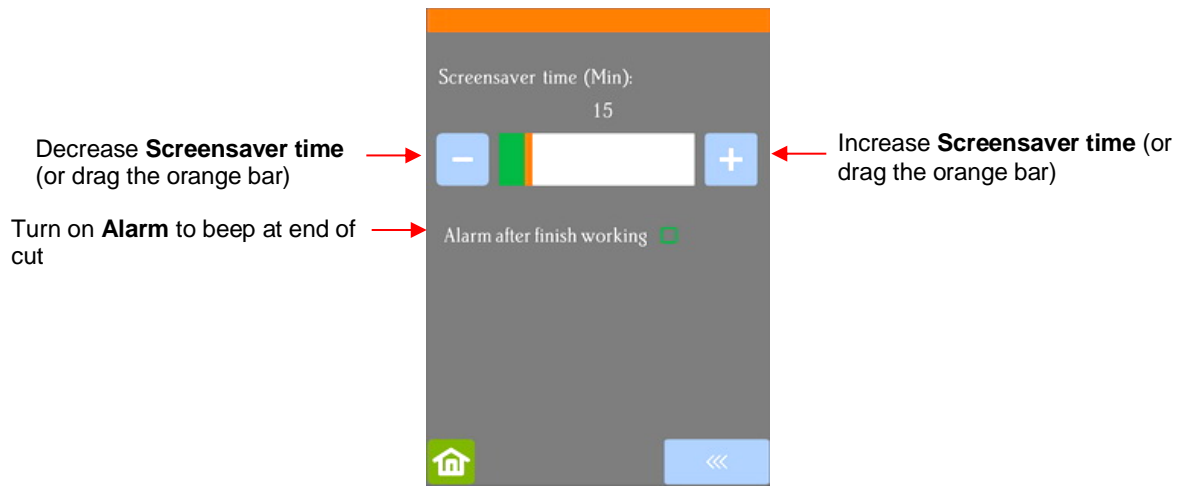 Screensaver time (Min):
15
Decrease Screensaver time
(or drag the orange bar)
Increase Screensaver time (or
drag the orange bar)
Turn on Alarm to beep at end of
cut
Alarm after finish working